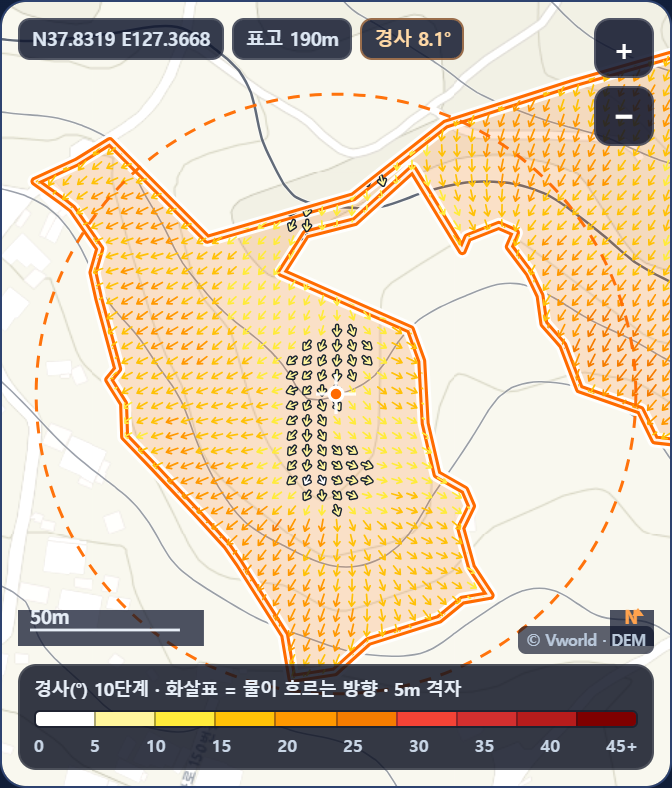 N37.8319 E127.3668
표고 190m
경사 8.1°
+
−
50m
N
© Vworld · DEM
경사(°) 10단계 · 화살표 = 물이 흐르는 방향 · 5m 격자
0 5 10 15 20 25 30 35 40 45+